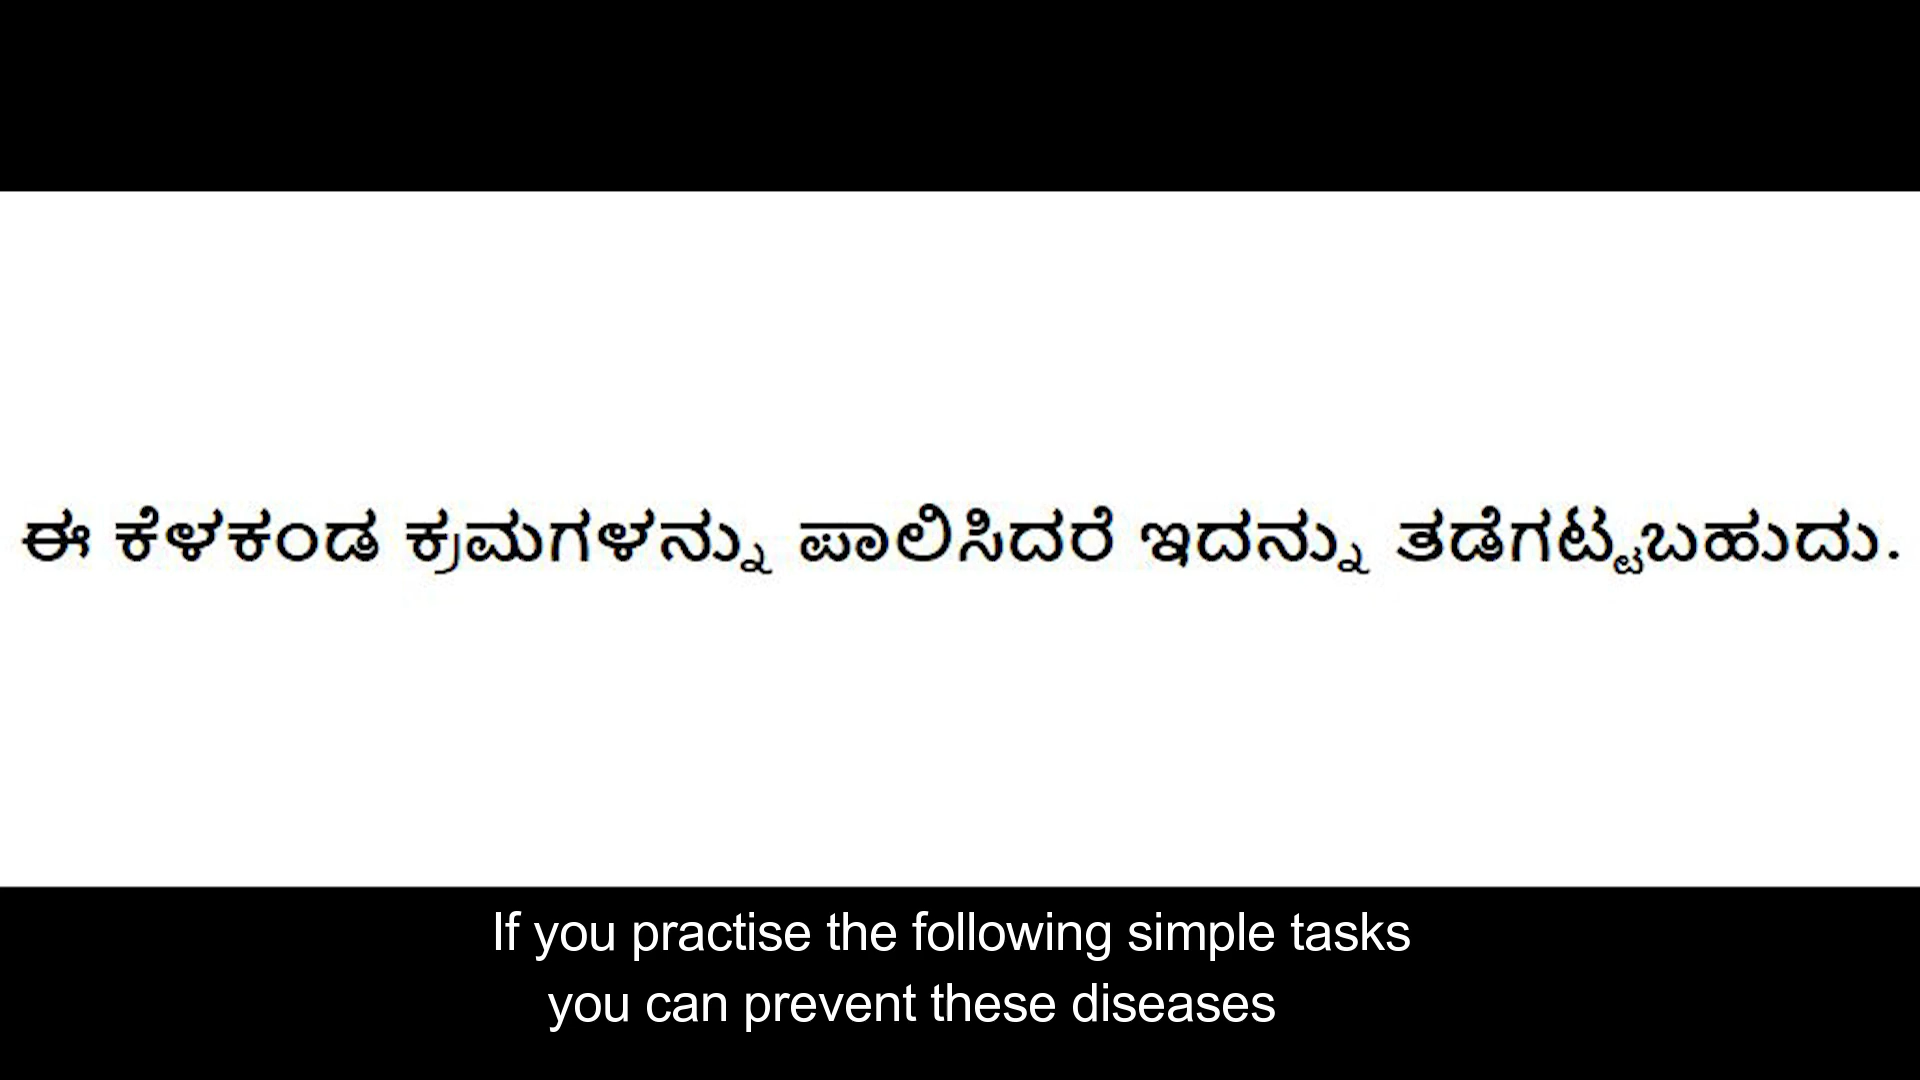 ಈ ಕೆಳಕಂಡ ಕ್ರಮಗಳನ್ನು ಪಾಲಿಸಿದರೆ ಇದನ್ನು ತಡೆಗಟ್ಟಬಹುದು.
If you practise the following simple tasks
you can prevent these diseases